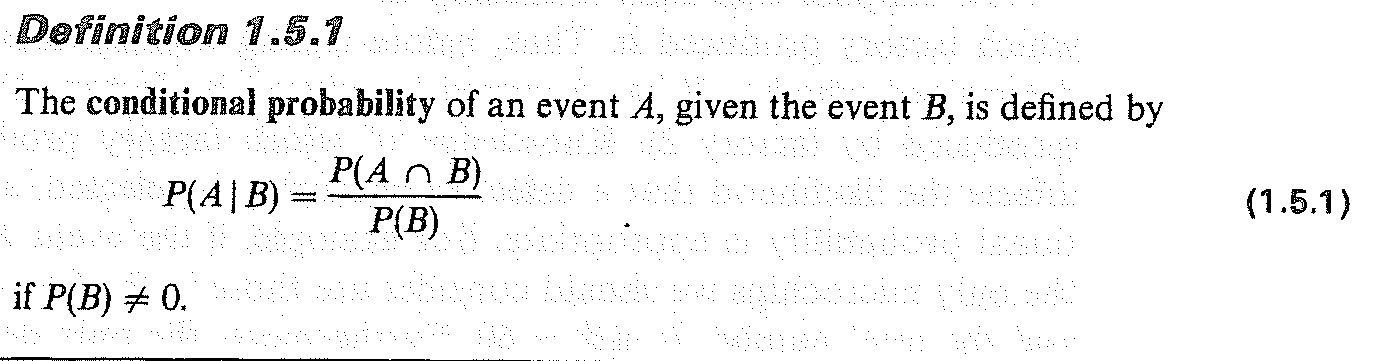 Definition 1.5.1
The conditional probability of an event A, given the event B, is defined by
P(A | B) = P(A ∩ B) / P(B) (1.5.1)
if P(B) ≠ 0.